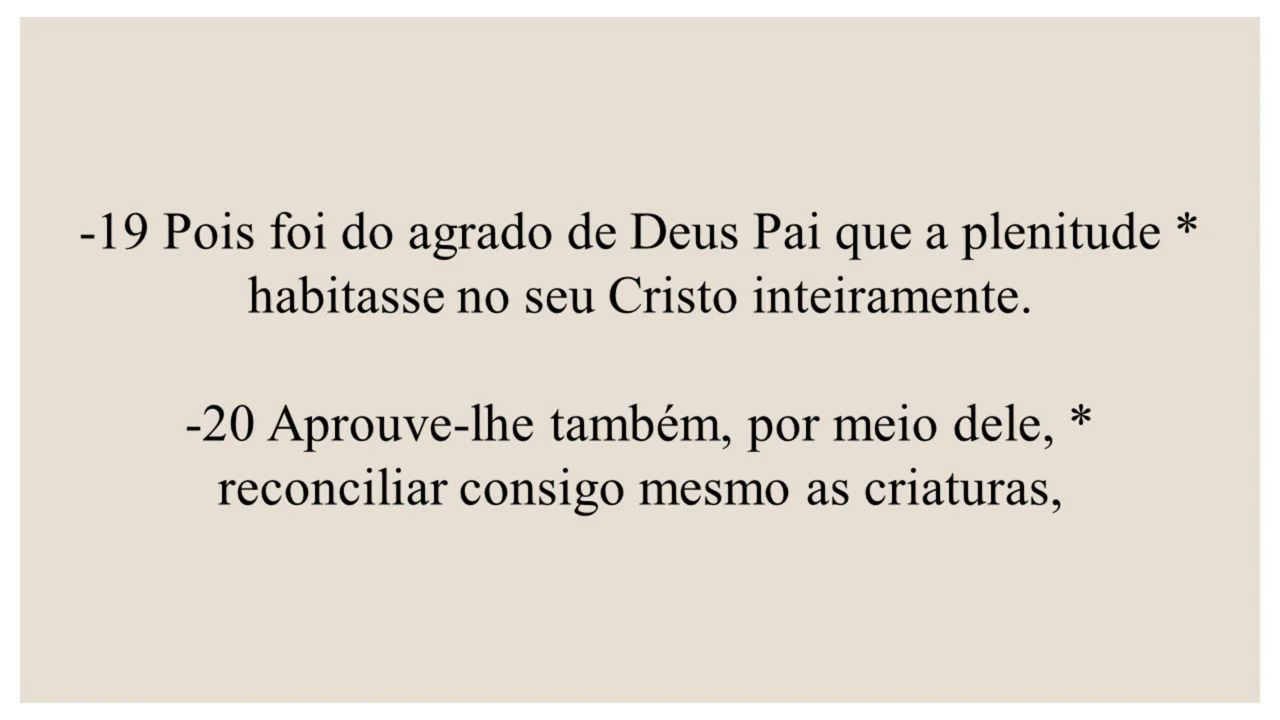 -19 Pois foi do agrado de Deus Pai que a plenitude *
habitasse no seu Cristo inteiramente.
-20 Aprouve-lhe também, por meio dele, *
reconciliar consigo mesmo as criaturas,